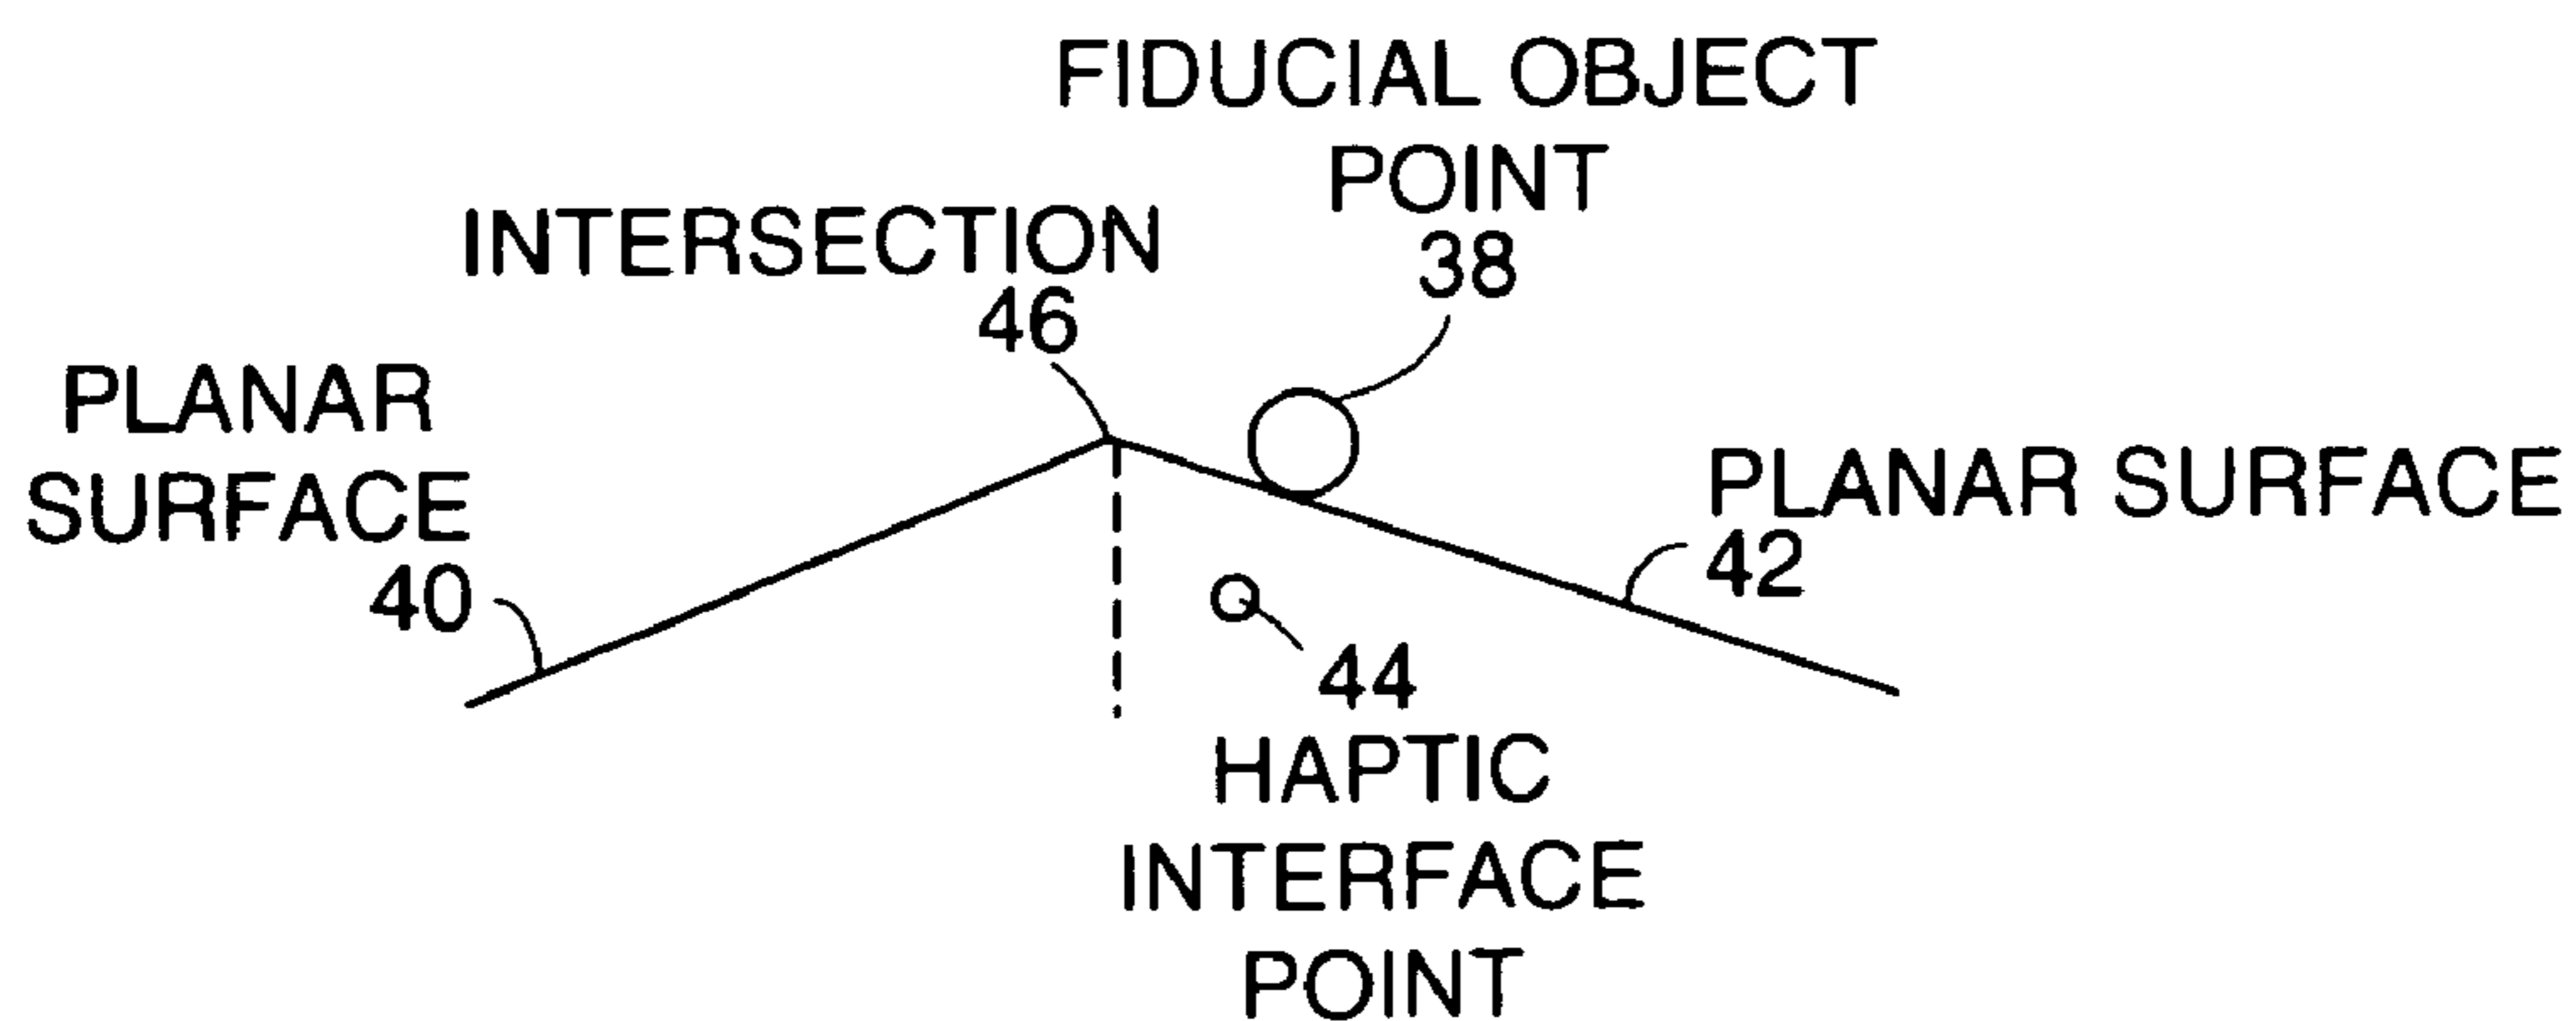 FIDUCIAL OBJECT
POINT
38
INTERSECTION
46
PLANAR
SURFACE
40
PLANAR SURFACE
42
44
HAPTIC
INTERFACE
POINT